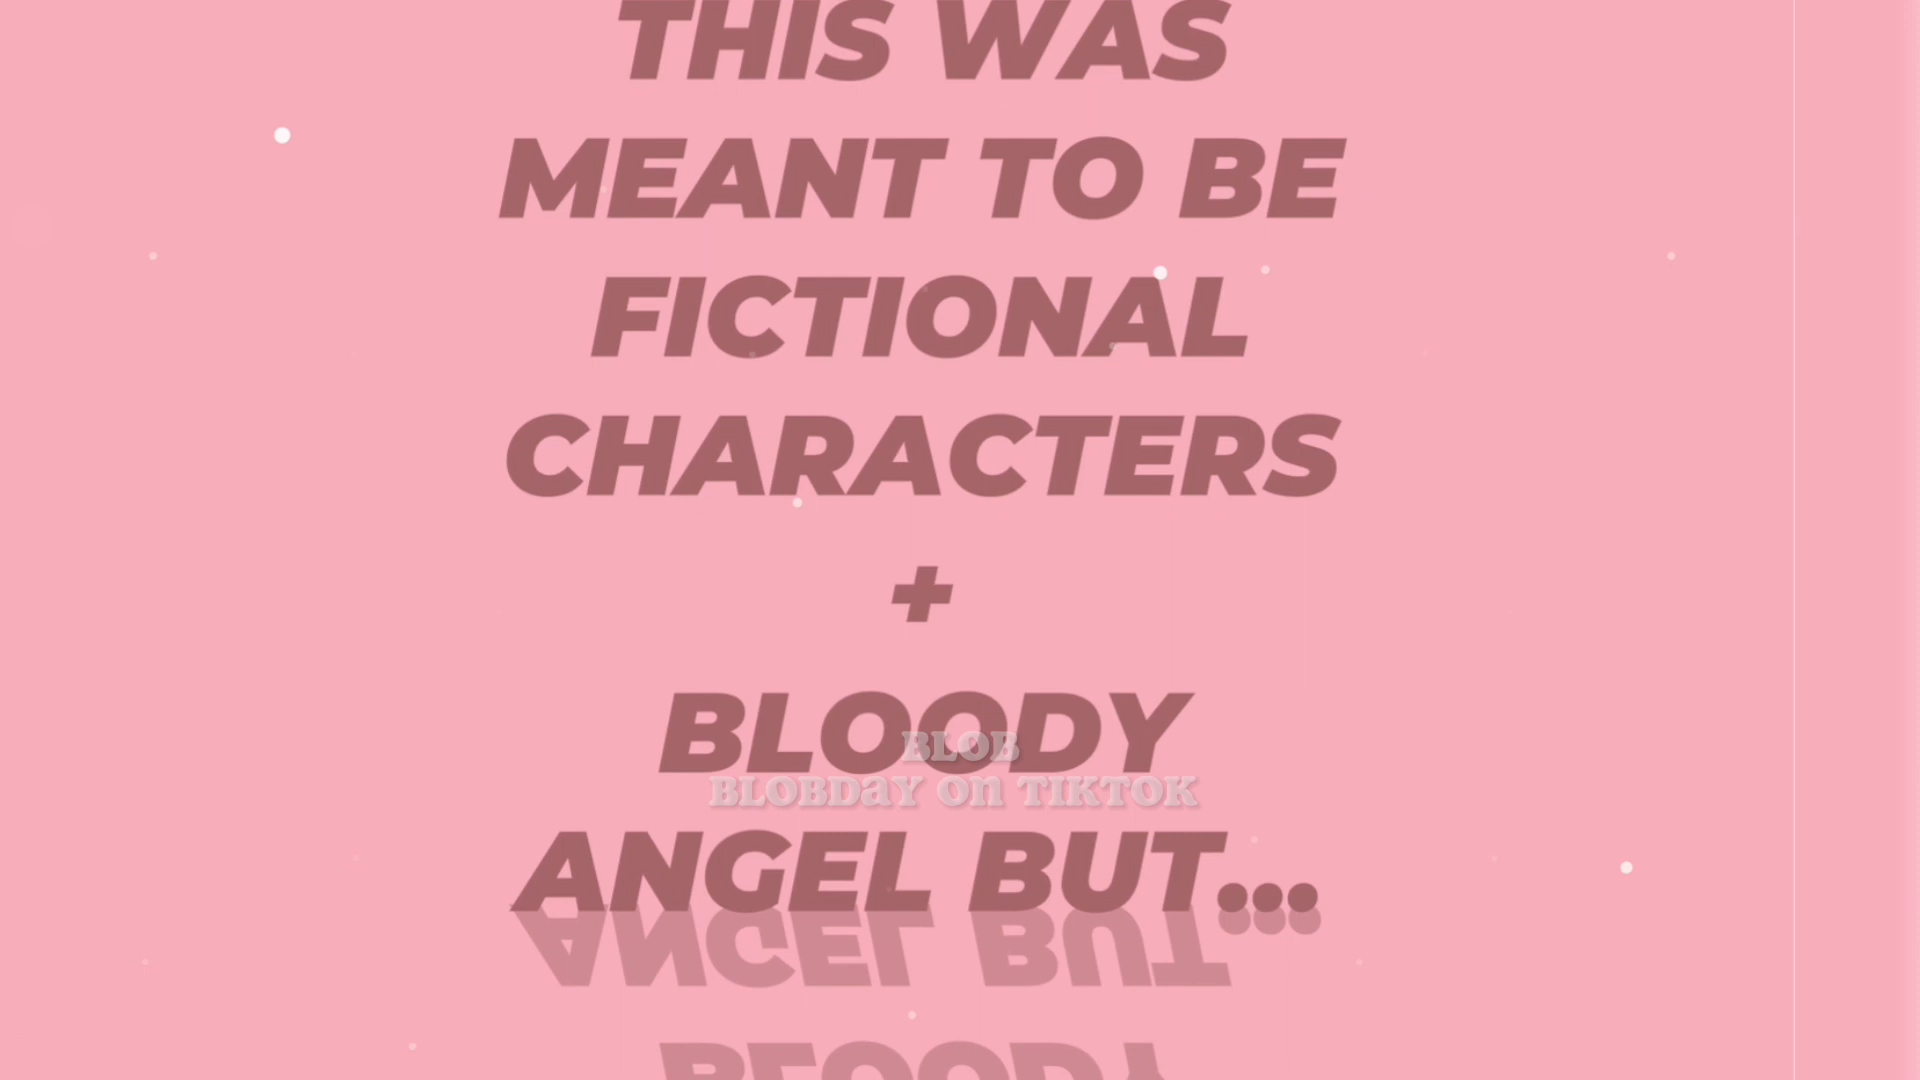 THIS WAS
MEANT TO BE
FICTIONAL
CHARACTERS
+
BLOODY
BLOB
BLOBDAY ON TIKTOK
ANGEL BUT...